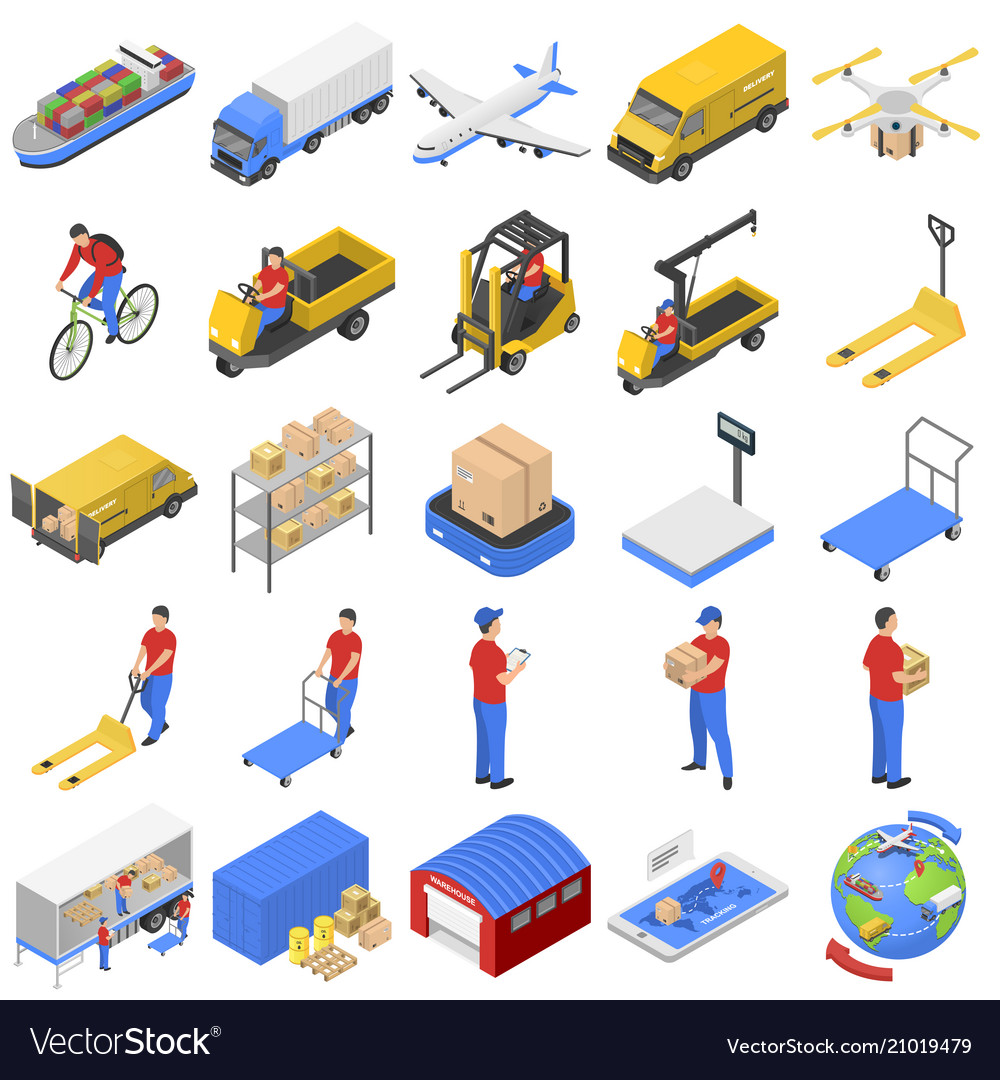 DELIVERY
DELIVERY
WAREHOUSE
TRACKING
VectorStock®
VectorStock.com/21019479